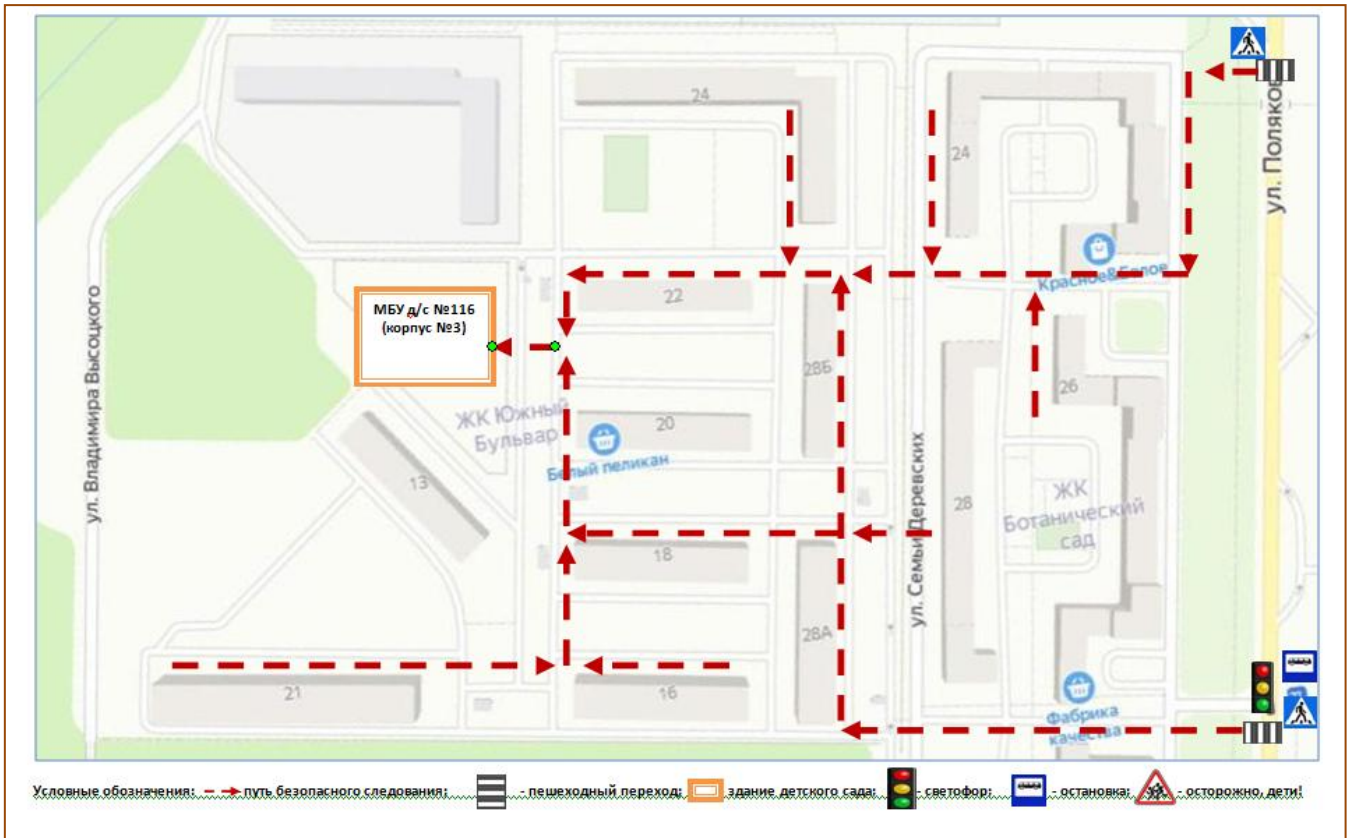 24
ул. Поляков
24
Красное&Белое
МБУ д/с №116
(корпус №3)
22
28Б
26
ул. Владимира Высоцкого
ЖК Южный
Бульвар
20
Белый пеликан
13
ул. Семьи Деревских
28
ЖК
Ботанический
сад
18
28А
21
16
Фабрика
качества
Условные обозначения: путь безопасного следования; - пешеходный переход; здание детского сада; - светофор; - остановка; - осторожно, дети!